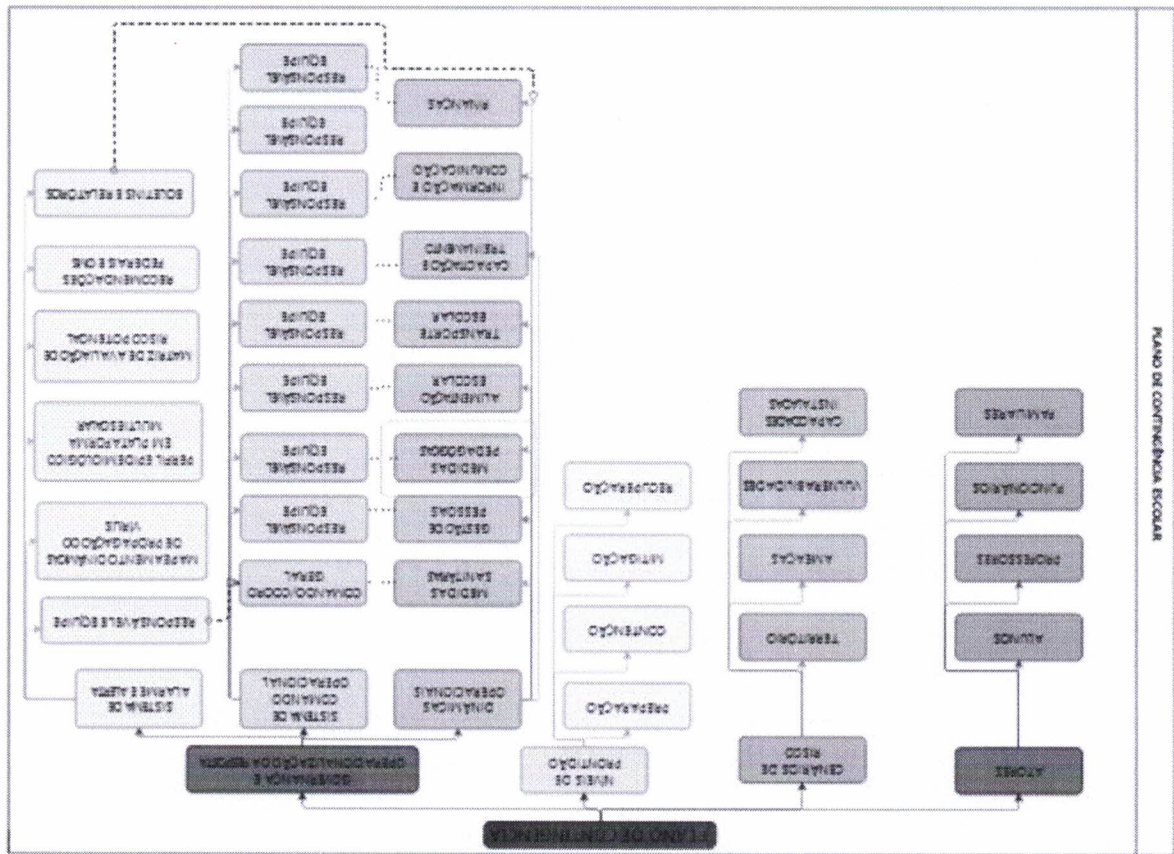 PLANO DE CONTINGÊNCIA ESCOLAR
PLANO DE CONTINGÊNCIA
ATORES
ALUNOS
PROFESSORES
FUNCIONÁRIOS
FAMILIARES
CENÁRIOS DE
RISCO
TERRITÓRIO
AMEAÇAS
VULNERABILIDADES
CAPACIDADES
INSTALADAS
NÍVEIS DE
PRONTIDÃO
PREPARAÇÃO
CONTENÇÃO
MITIGAÇÃO
RECUPERAÇÃO
GOVERNANÇA E
OPERACIONALIZAÇÃO DA RESPOSTA
DINÂMICAS
OPERACIONAIS
MEDIDAS
SANITÁRIAS
GESTÃO DE
PESSOAS
MEDIDAS
PEDAGÓGICAS
ALIMENTAÇÃO
ESCOLAR
TRANSPORTE
ESCOLAR
CAPACITAÇÃO E
TREINAMENTO
INFORMAÇÃO E
COMUNICAÇÃO
FINANÇAS
SISTEMA DE
COMANDO
OPERACIONAL
COMANDO/COORD
GERAL
RESPONSÁVEL
EQUIPE
RESPONSÁVEL
EQUIPE
RESPONSÁVEL
EQUIPE
RESPONSÁVEL
EQUIPE
RESPONSÁVEL
EQUIPE
RESPONSÁVEL
EQUIPE
RESPONSÁVEL
EQUIPE
RESPONSÁVEL
EQUIPE
SISTEMA DE
ALARME E ALERTA
RESPONSÁVEL E EQUIPE
MAPEAMENTO DINÂMICAS
DE PROPAGAÇÃO DO
VIRUS
PERFIL EPIDEMIOLÓGICO
EM PLATAFORMA
MULTIESCALAR
MATRIZ DE AVALIAÇÃO DE
RISCO POTENCIAL
RECOMENDAÇÕES
FEDERAIS E OMS
BOLETINS E RELATÓRIOS